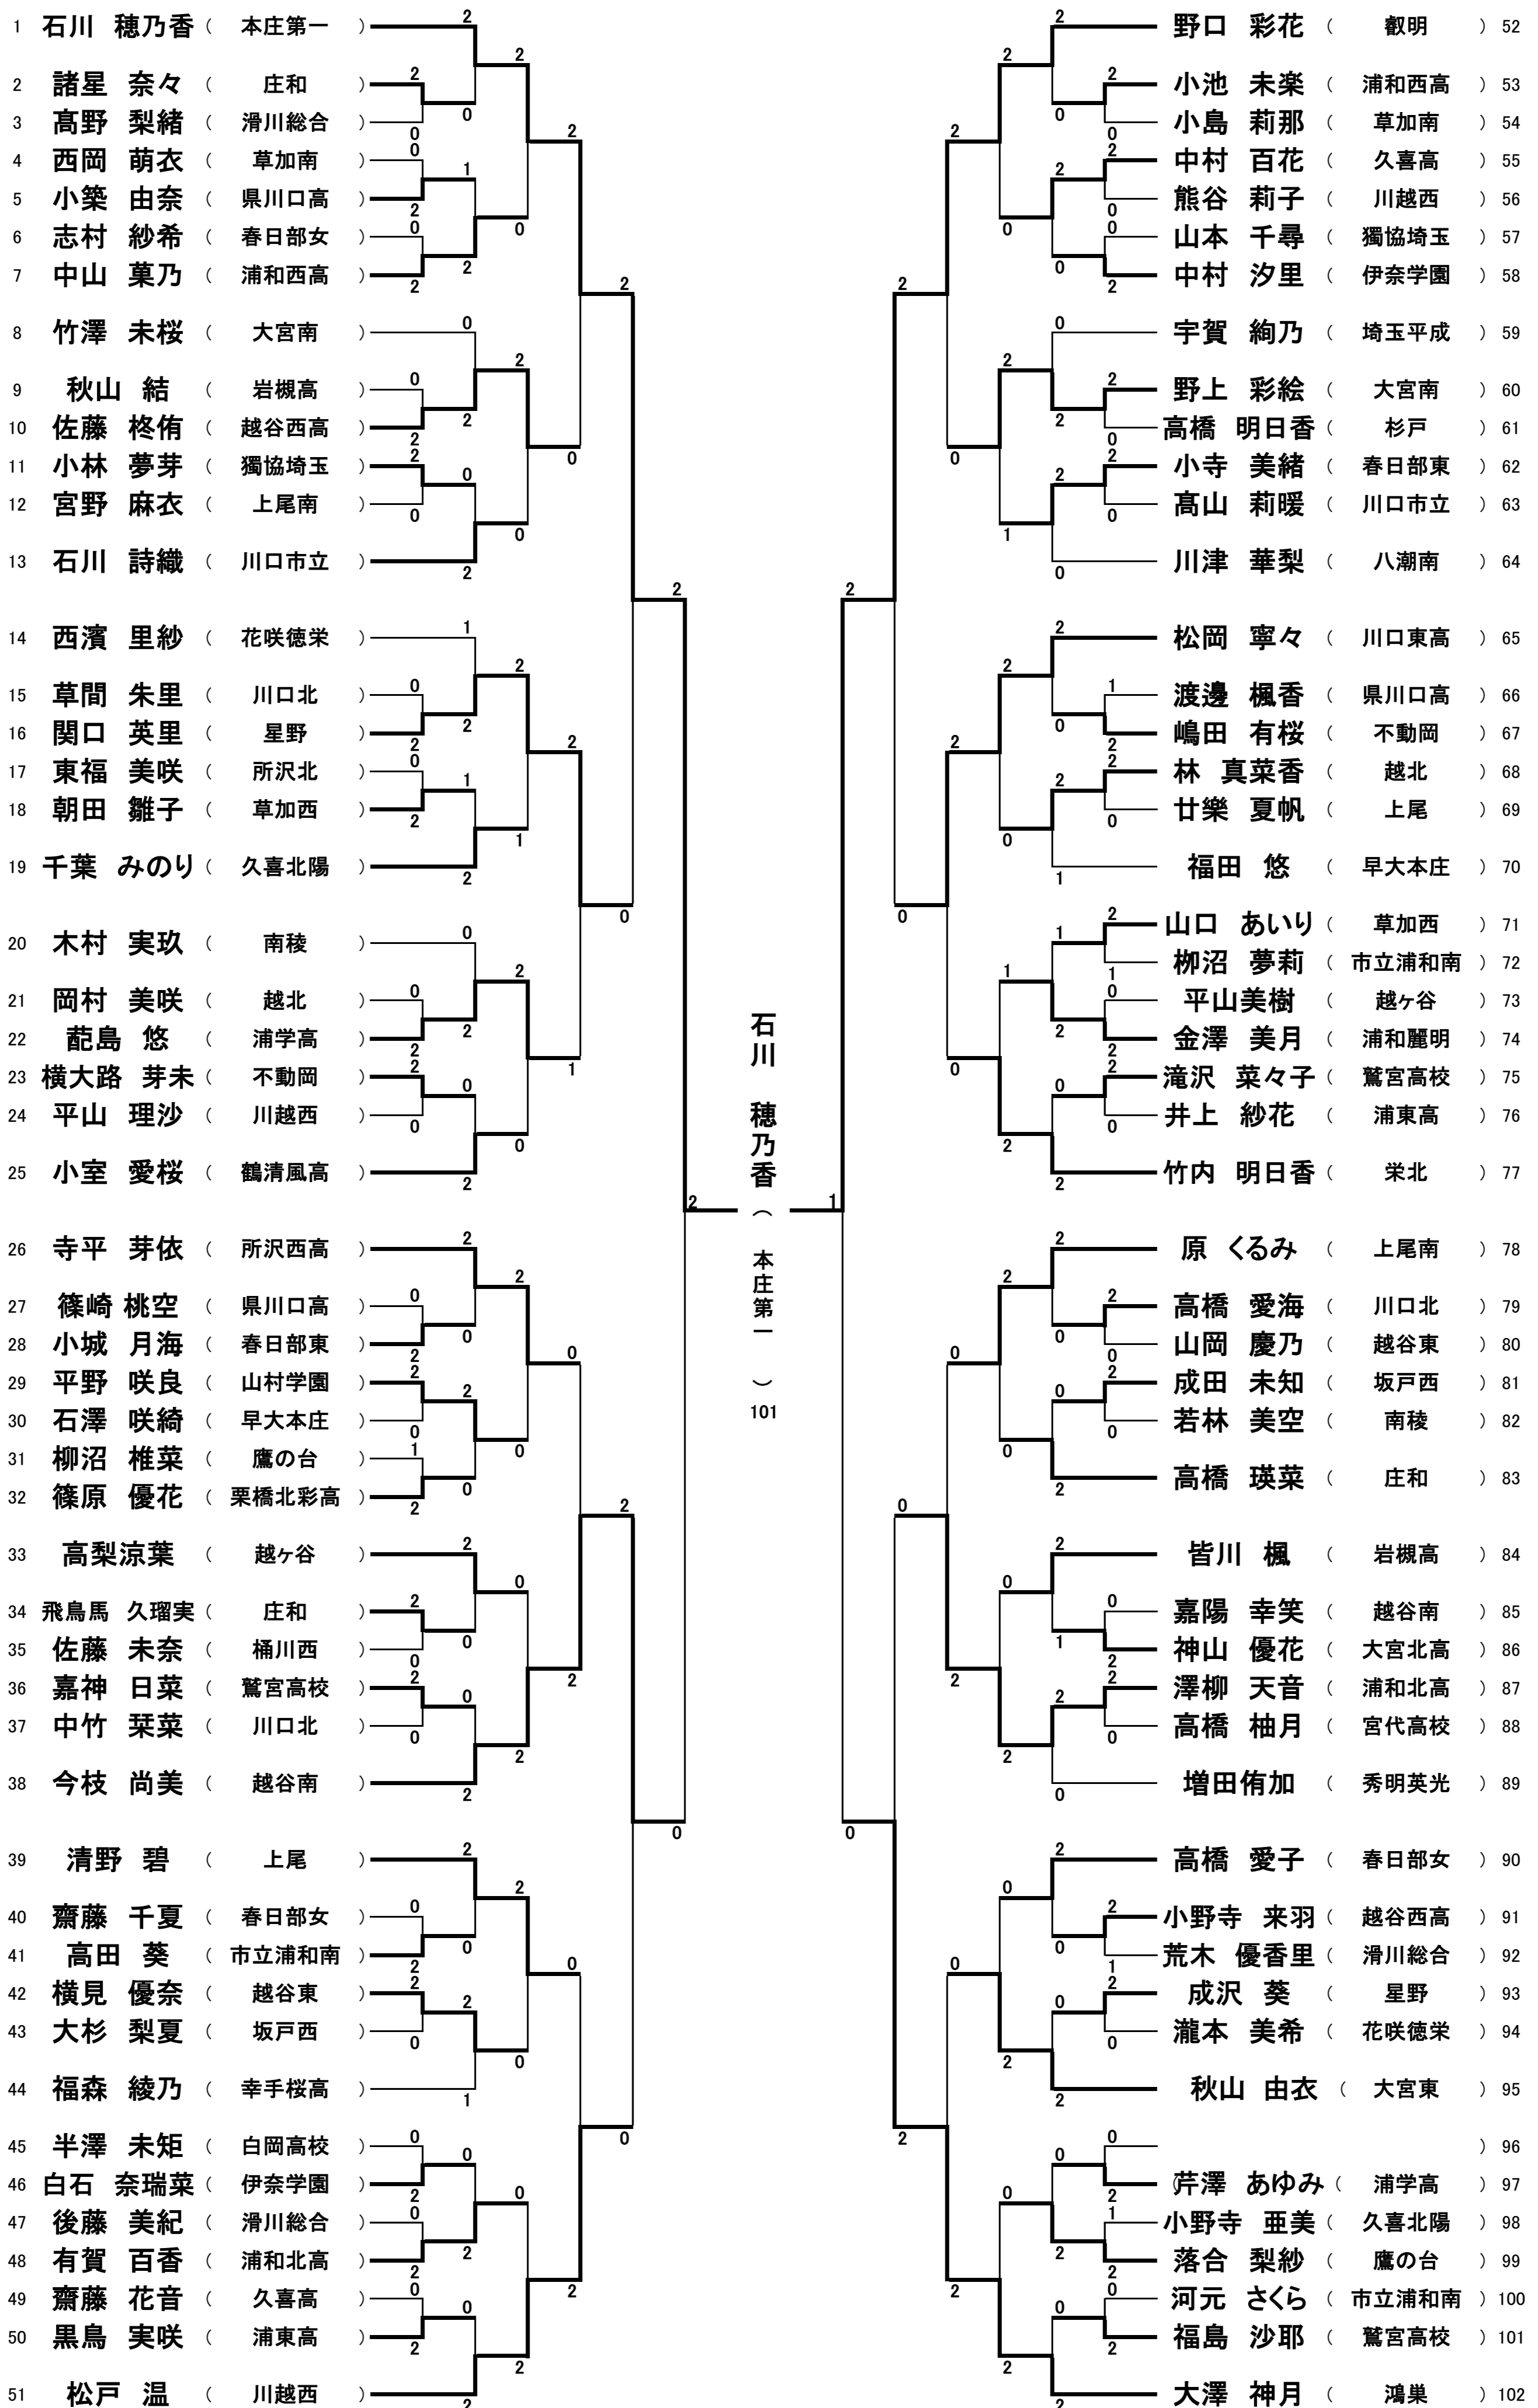 1 石川 穂乃香 （ 本庄第一 ）
2 諸星 奈々 （ 庄和 ）
3 髙野 梨緒 （ 滑川総合 ）
4 西岡 萌衣 （ 草加南 ）
5 小築 由奈 （ 県川口高 ）
6 志村 紗希 （ 春日部女 ）
7 中山 菓乃 （ 浦和西高 ）
8 竹澤 未桜 （ 大宮南 ）
9 秋山 結 （ 岩槻高 ）
10 佐藤 柊侑 （ 越谷西高 ）
11 小林 夢芽 （ 獨協埼玉 ）
12 宮野 麻衣 （ 上尾南 ）
13 石川 詩織 （ 川口市立 ）
14 西濱 里紗 （ 花咲徳栄 ）
15 草間 朱里 （ 川口北 ）
16 関口 英里 （ 星野 ）
17 東福 美咲 （ 所沢北 ）
18 朝田 雛子 （ 草加西 ）
19 千葉 みのり （ 久喜北陽 ）
20 木村 実玖 （ 南稜 ）
21 岡村 美咲 （ 越北 ）
22 蓜島 悠 （ 浦学高 ）
23 横大路 芽未 （ 不動岡 ）
24 平山 理沙 （ 川越西 ）
25 小室 愛桜 （ 鶴清風高 ）
26 寺平 芽依 （ 所沢西高 ）
27 篠崎 桃空 （ 県川口高 ）
28 小城 月海 （ 春日部東 ）
29 平野 咲良 （ 山村学園 ）
30 石澤 咲綺 （ 早大本庄 ）
31 柳沼 椎菜 （ 鷹の台 ）
32 篠原 優花 （ 栗橋北彩高 ）
33 高梨涼葉 （ 越ヶ谷 ）
34 飛鳥馬 久瑠実 （ 庄和 ）
35 佐藤 未奈 （ 桶川西 ）
36 嘉神 日菜 （ 鷲宮高校 ）
37 中竹 栞菜 （ 川口北 ）
38 今枝 尚美 （ 越谷南 ）
39 清野 碧 （ 上尾 ）
40 齋藤 千夏 （ 春日部女 ）
41 高田 葵 （ 市立浦和南 ）
42 横見 優奈 （ 越谷東 ）
43 大杉 梨夏 （ 坂戸西 ）
44 福森 綾乃 （ 幸手桜高 ）
45 半澤 未矩 （ 白岡高校 ）
46 白石 奈瑞菜 （ 伊奈学園 ）
47 後藤 美紀 （ 滑川総合 ）
48 有賀 百香 （ 浦和北高 ）
49 齋藤 花音 （ 久喜高 ）
50 黒鳥 実咲 （ 浦東高 ）
51 松戸 温 （ 川越西 ）
石川 穂乃香 （ 本庄第一 ） 101
野口 彩花 （ 叡明 ） 52
小池 未楽 （ 浦和西高 ） 53
小島 莉那 （ 草加南 ） 54
中村 百花 （ 久喜高 ） 55
熊谷 莉子 （ 川越西 ） 56
山本 千尋 （ 獨協埼玉 ） 57
中村 汐里 （ 伊奈学園 ） 58
宇賀 絢乃 （ 埼玉平成 ） 59
野上 彩絵 （ 大宮南 ） 60
高橋 明日香 （ 杉戸 ） 61
小寺 美緒 （ 春日部東 ） 62
髙山 莉暖 （ 川口市立 ） 63
川津 華梨 （ 八潮南 ） 64
松岡 寧々 （ 川口東高 ） 65
渡邊 楓香 （ 県川口高 ） 66
嶋田 有桜 （ 不動岡 ） 67
林 真菜香 （ 越北 ） 68
廿樂 夏帆 （ 上尾 ） 69
福田 悠 （ 早大本庄 ） 70
山口 あいり （ 草加西 ） 71
栁沼 夢莉 （ 市立浦和南 ） 72
平山美樹 （ 越ヶ谷 ） 73
金澤 美月 （ 浦和麗明 ） 74
滝沢 菜々子 （ 鷲宮高校 ） 75
井上 紗花 （ 浦東高 ） 76
竹内 明日香 （ 栄北 ） 77
原 くるみ （ 上尾南 ） 78
高橋 愛海 （ 川口北 ） 79
山岡 慶乃 （ 越谷東 ） 80
成田 未知 （ 坂戸西 ） 81
若林 美空 （ 南稜 ） 82
高橋 瑛菜 （ 庄和 ） 83
皆川 楓 （ 岩槻高 ） 84
嘉陽 幸笑 （ 越谷南 ） 85
神山 優花 （ 大宮北高 ） 86
澤柳 天音 （ 浦和北高 ） 87
高橋 柚月 （ 宮代高校 ） 88
増田侑加 （ 秀明英光 ） 89
高橋 愛子 （ 春日部女 ） 90
小野寺 来羽 （ 越谷西高 ） 91
荒木 優香里 （ 滑川総合 ） 92
成沢 葵 （ 星野 ） 93
瀧本 美希 （ 花咲徳栄 ） 94
秋山 由衣 （ 大宮東 ） 95
） 96
（芹澤 あゆみ （ 浦学高 ） 97
小野寺 亜美 （ 久喜北陽 ） 98
落合 梨紗 （ 鷹の台 ） 99
河元 さくら （ 市立浦和南 ） 100
福島 沙耶 （ 鷲宮高校 ） 101
大澤 神月 （ 鴻巣 ） 102